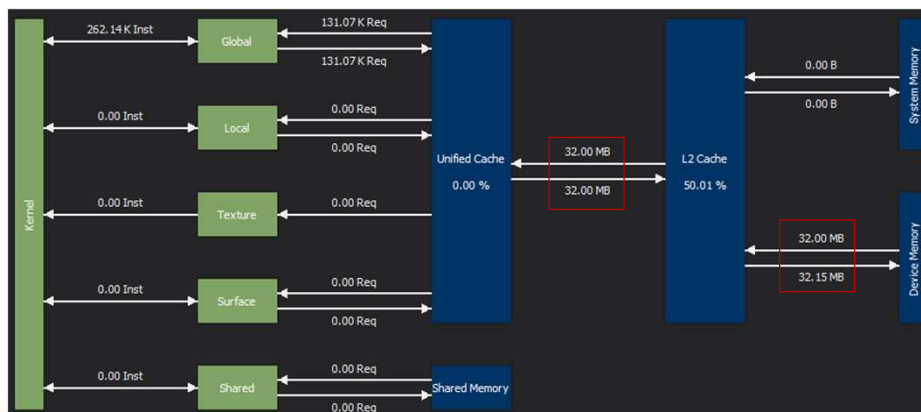 Kernel
262.14 K Inst
Global
131.07 K Req
131.07 K Req
0.00 Inst
Local
0.00 Req
0.00 Req
0.00 Inst
Texture
0.00 Req
0.00 Inst
Surface
0.00 Req
0.00 Req
0.00 Inst
Shared
0.00 Req
0.00 Req
Unified Cache
0.00 %
Shared Memory
32.00 MB
32.00 MB
L2 Cache
50.01 %
0.00 B
0.00 B
System Memory
32.00 MB
32.15 MB
Device Memory